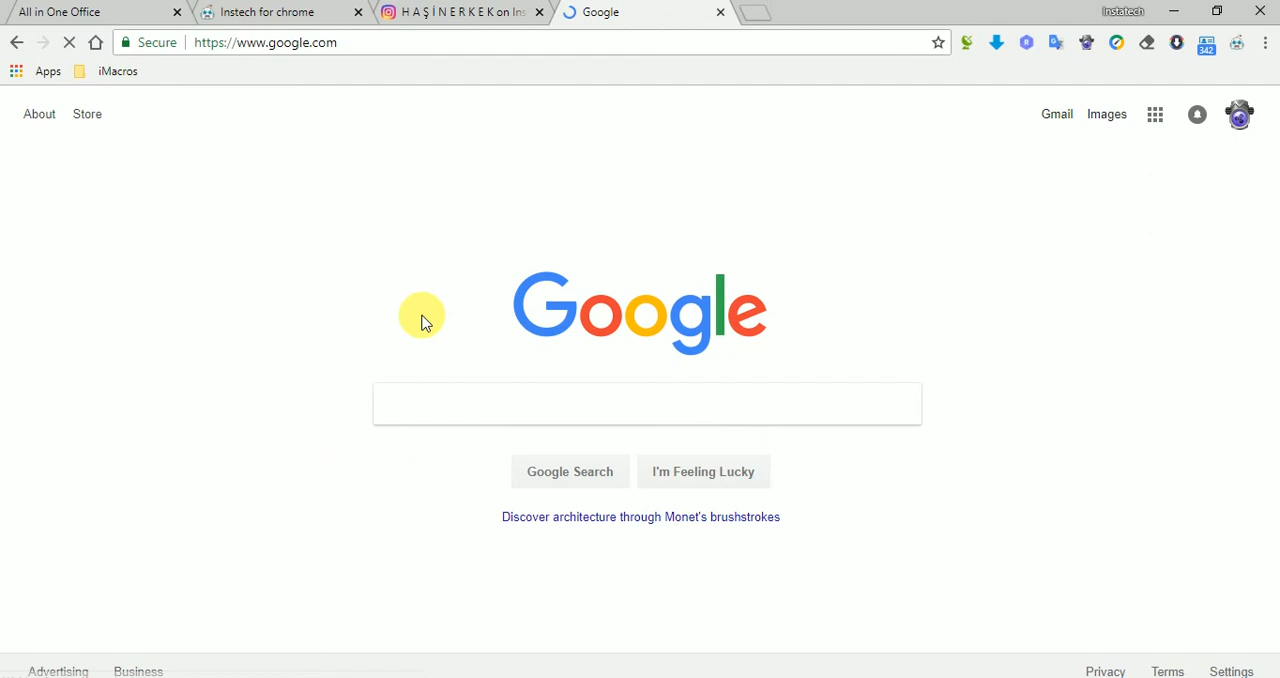 All in One Office
Instech for chrome
H A Ş İ N E R K E K on Ins
Google
Instatech
Secure
https://www.google.com
342
Apps
iMacros
About
Store
Gmail
Images
Google
Google Search
I'm Feeling Lucky
Discover architecture through Monet's brushstrokes
Advertising
Business
Privacy
Terms
Settings